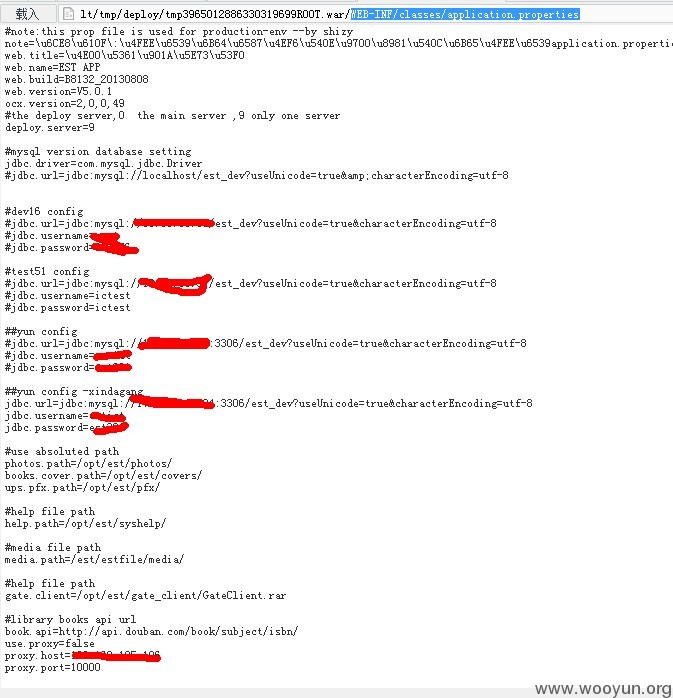 载入 lt/tmp/deploy/tmp3965012886330319699ROOT.war/WEB-INF/classes/application.properties
#note:this prop file is used for production-env --by shizy
note=\u6CE8\u610F\:\u4FEE\u6539\u6B64\u6587\u4EF6\u540E\u9700\u8981\u540C\u6B65\u4FEE\u6539application.properti
web.title=\u4E00\u5361\u901A\u5E73\u53F0
web.name=EST APP
web.build=B8132_20130808
web.version=V5.0.1
ocx.version=2,0,0,49
#the deploy server,0  the main server ,9 only one server
deploy.server=9
#mysql version database setting
jdbc.driver=com.mysql.jdbc.Driver
#jdbc.url=jdbc:mysql://localhost/est_dev?useUnicode=true&amp;characterEncoding=utf-8
#dev16 config
#jdbc.url=jdbc:mysql:/ /est_dev?useUnicode=true&characterEncoding=utf-8
#jdbc.username=
#jdbc.password=
#test51 config
#jdbc.url=jdbc:mysql:/ /est_dev?useUnicode=true&characterEncoding=utf-8
#jdbc.username=ictest
#jdbc.password=ictest
##yun config
#jdbc.url=jdbc:mysql:/ :3306/est_dev?useUnicode=true&characterEncoding=utf-8
#jdbc.username=
#jdbc.password=
##yun config -xindagang
jdbc.url=jdbc:mysql:/ :3306/est_dev?useUnicode=true&characterEncoding=utf-8
jdbc.username=
jdbc.password=
#use absoluted path
photos.path=/opt/est/photos/
books.cover.path=/opt/est/covers/
ups.pfx.path=/opt/est/pfx/
#help file path
help.path=/opt/est/syshelp/
#media file path
media.path=/est/estfile/media/
#help file path
gate.client=/opt/est/gate_client/GateClient.rar
#library books api url
book.api=http://api.douban.com/book/subject/isbn/
use.proxy=false
proxy.host=
proxy.port=10000
www.wooyun.org